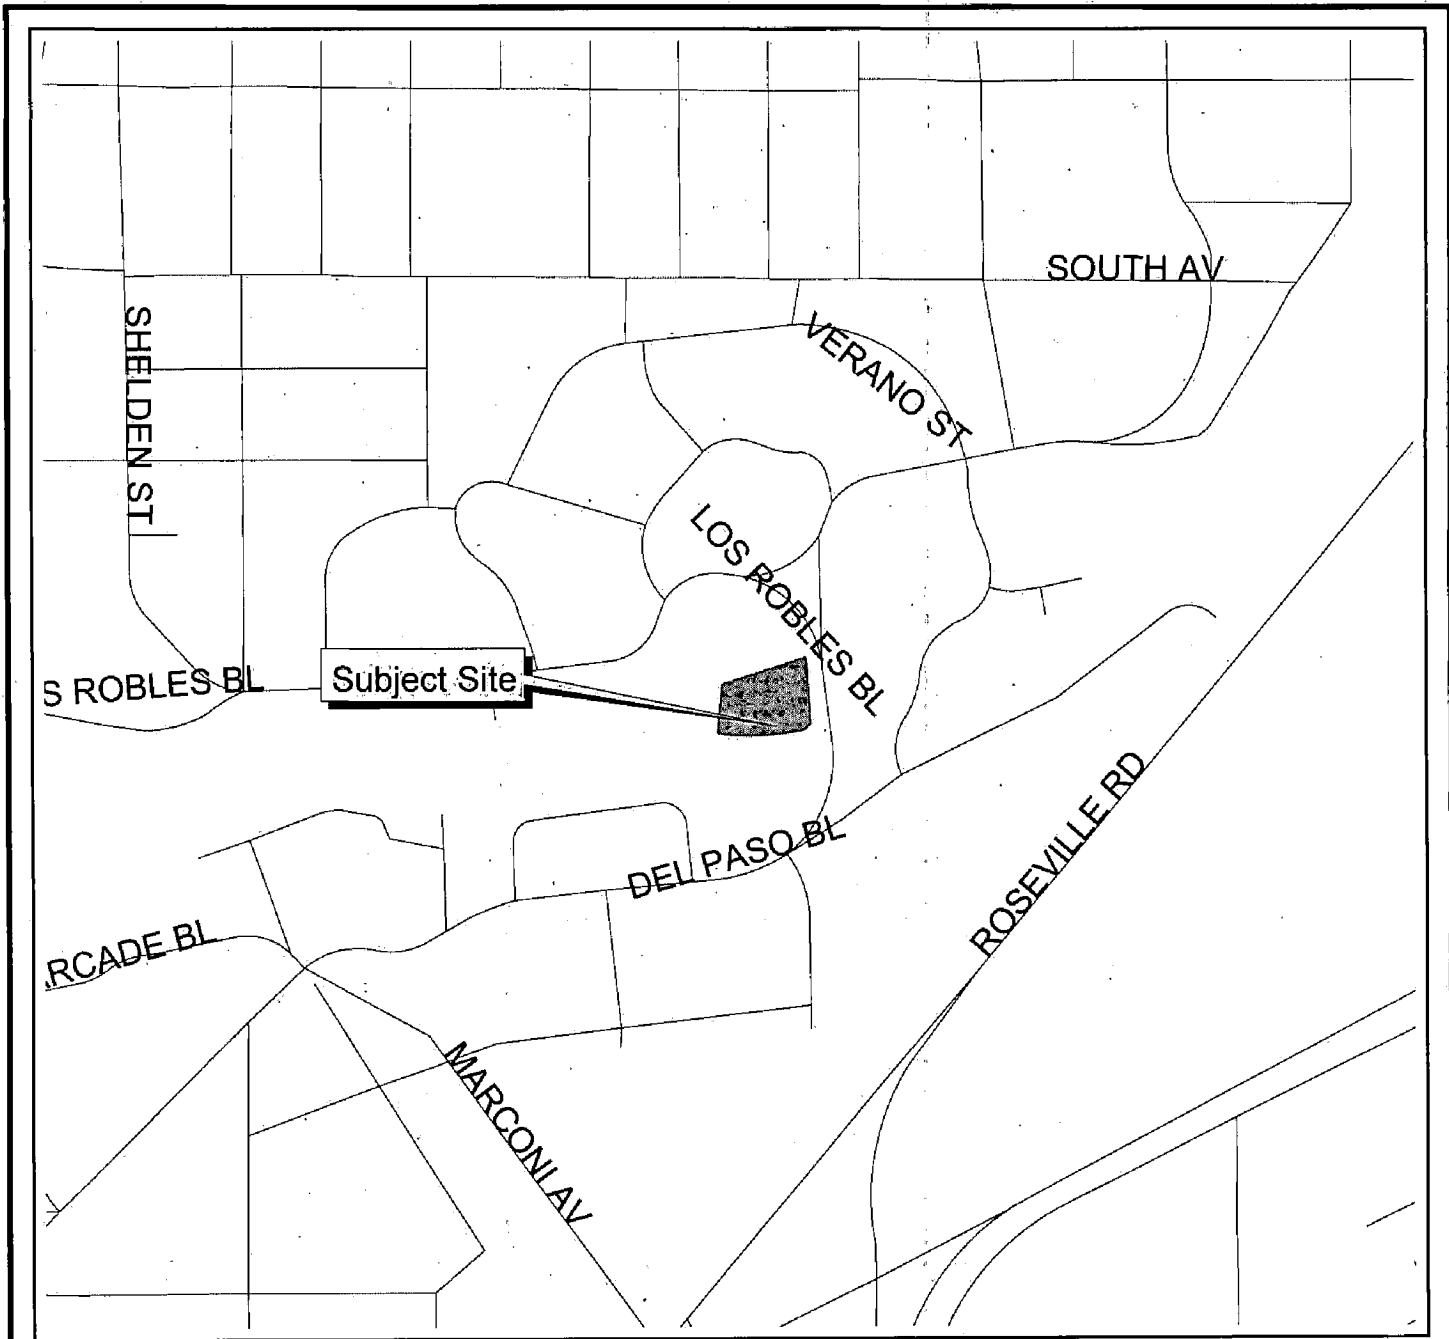 SOUTH AV
SHELDEN ST
VERANO ST
LOS ROBLES BL
S ROBLES BL
Subject Site
DEL PASO BL
ROSEVILLE RD
RCADE BL
MARCONI AV